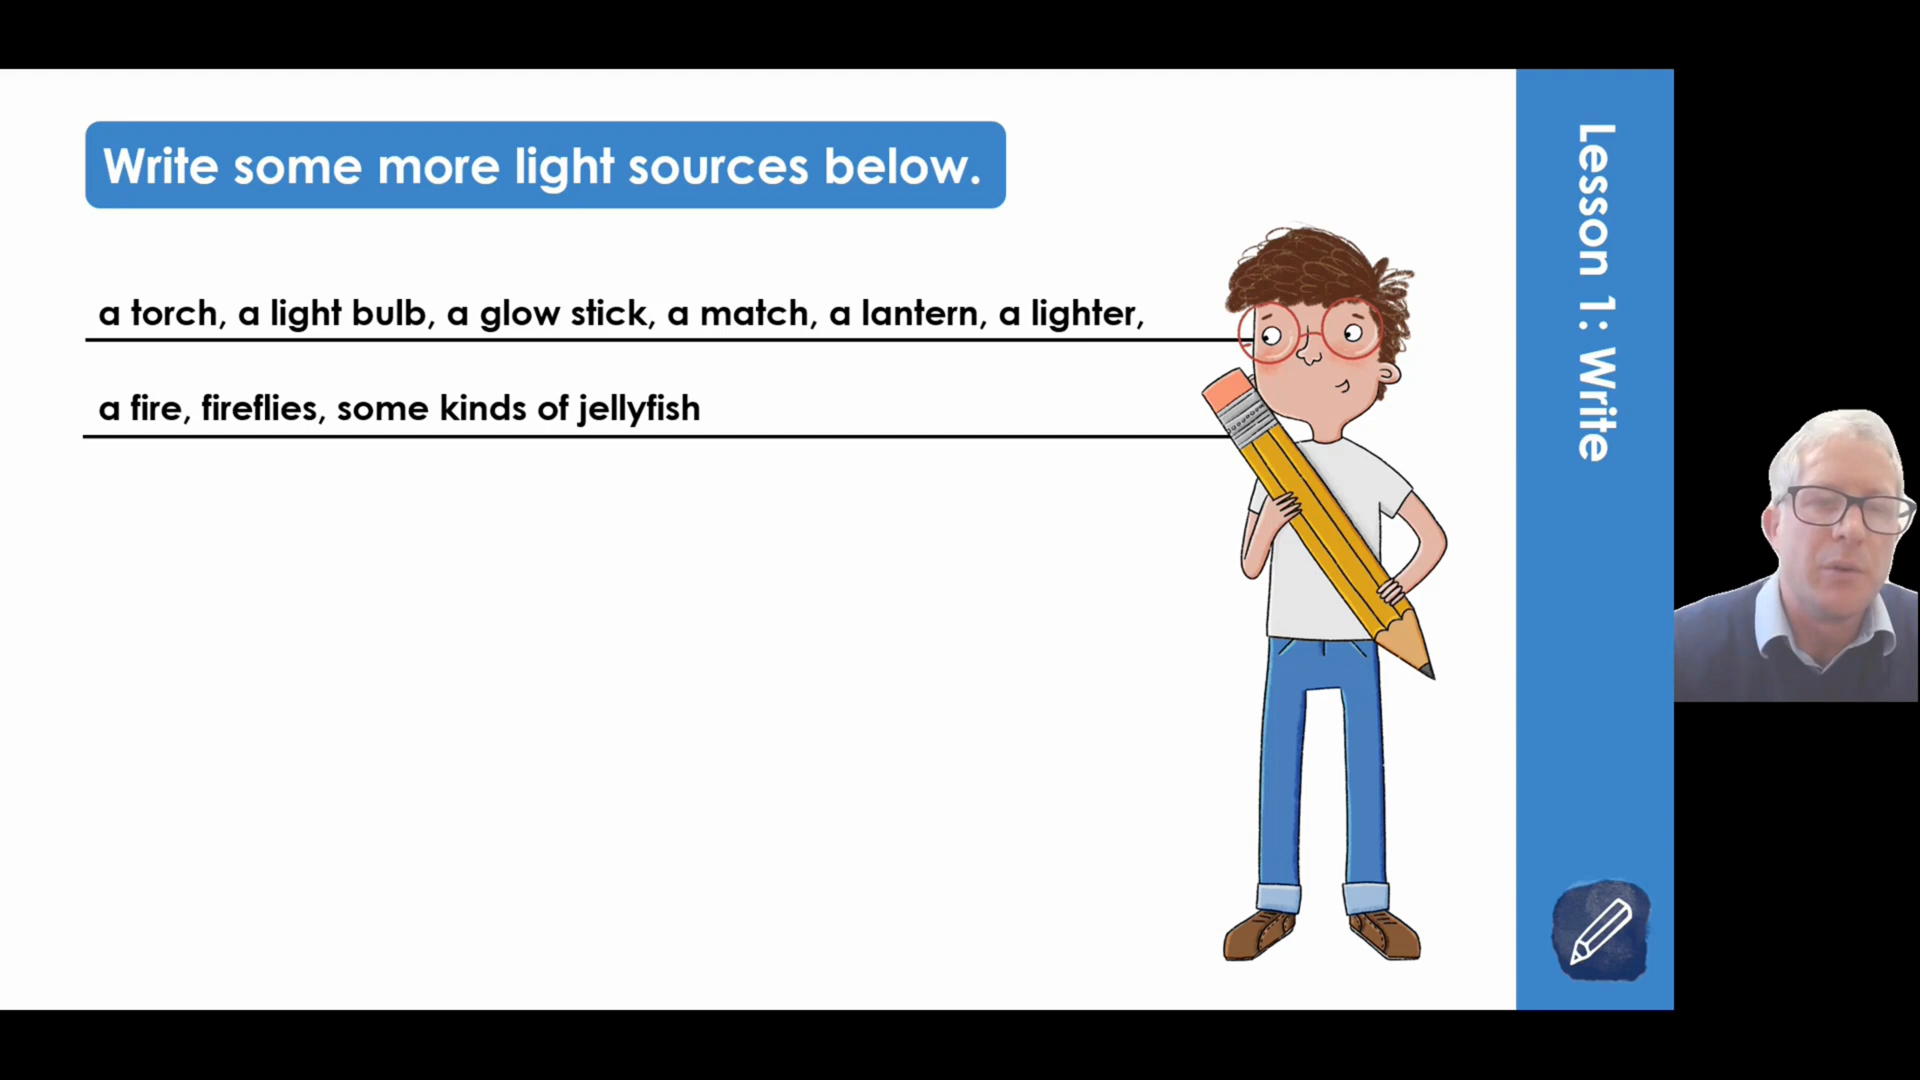 Write some more light sources below.
a torch, a light bulb, a glow stick, a match, a lantern, a lighter,
a fire, fireflies, some kinds of jellyfish
Lesson 1: Write